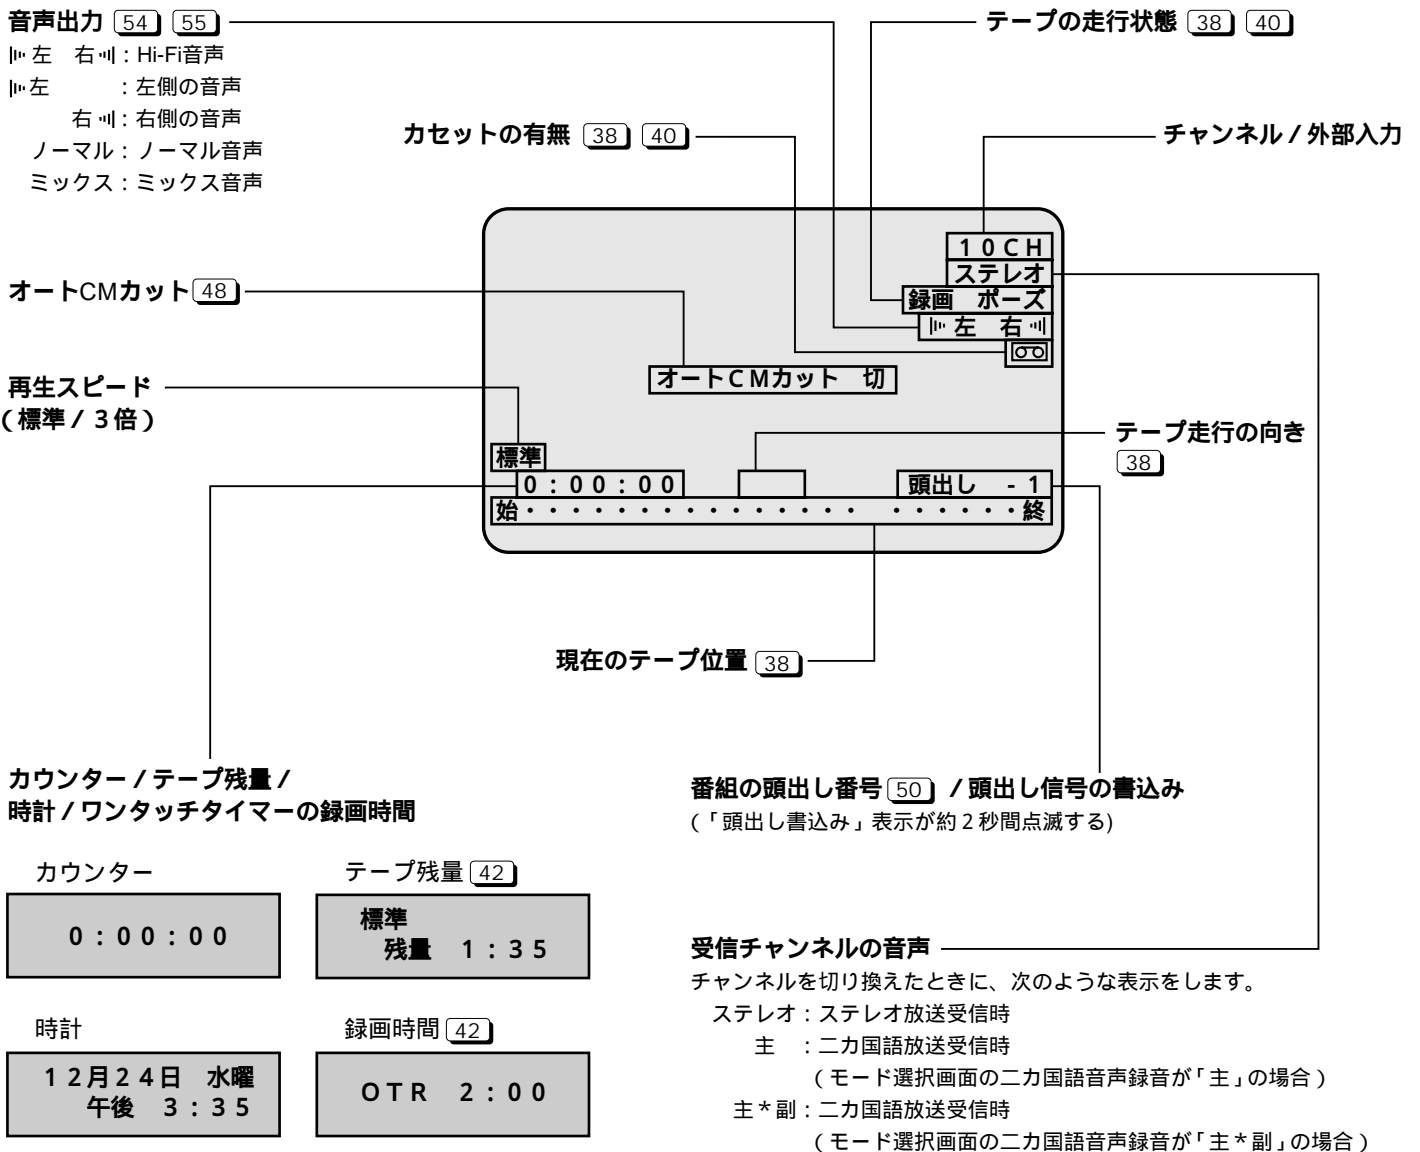 音声出力 54 55
左　右：Hi-Fi音声
左　　：左側の音声
右：右側の音声
ノーマル：ノーマル音声
ミックス：ミックス音声
テープの走行状態 38 40
カセットの有無 38 40
チャンネル / 外部入力
オートCMカット 48
再生スピード
(標準 / 3倍)
10CH
ステレオ
録画　ポーズ
左　右
オートCMカット　切
標準
0:00:00
頭出し　-1
始・・・・・・・・・・・・・・　・・・・・・終
テープ走行の向き
38
現在のテープ位置 38
カウンター / テープ残量 /
時計 / ワンタッチタイマーの録画時間
カウンター
0:00:00
テープ残量 42
標準
残量　1:35
時計
12月24日　水曜
午後　3:35
録画時間 42
OTR　2:00
番組の頭出し番号 50 / 頭出し信号の書込み
(「頭出し書込み」表示が約2秒間点滅する)
受信チャンネルの音声
チャンネルを切り換えたときに、次のような表示をします。
ステレオ：ステレオ放送受信時
主　：二カ国語放送受信時
(モード選択画面の二カ国語音声録音が「主」の場合)
主*副：二カ国語放送受信時
(モード選択画面の二カ国語音声録音が「主*副」の場合)